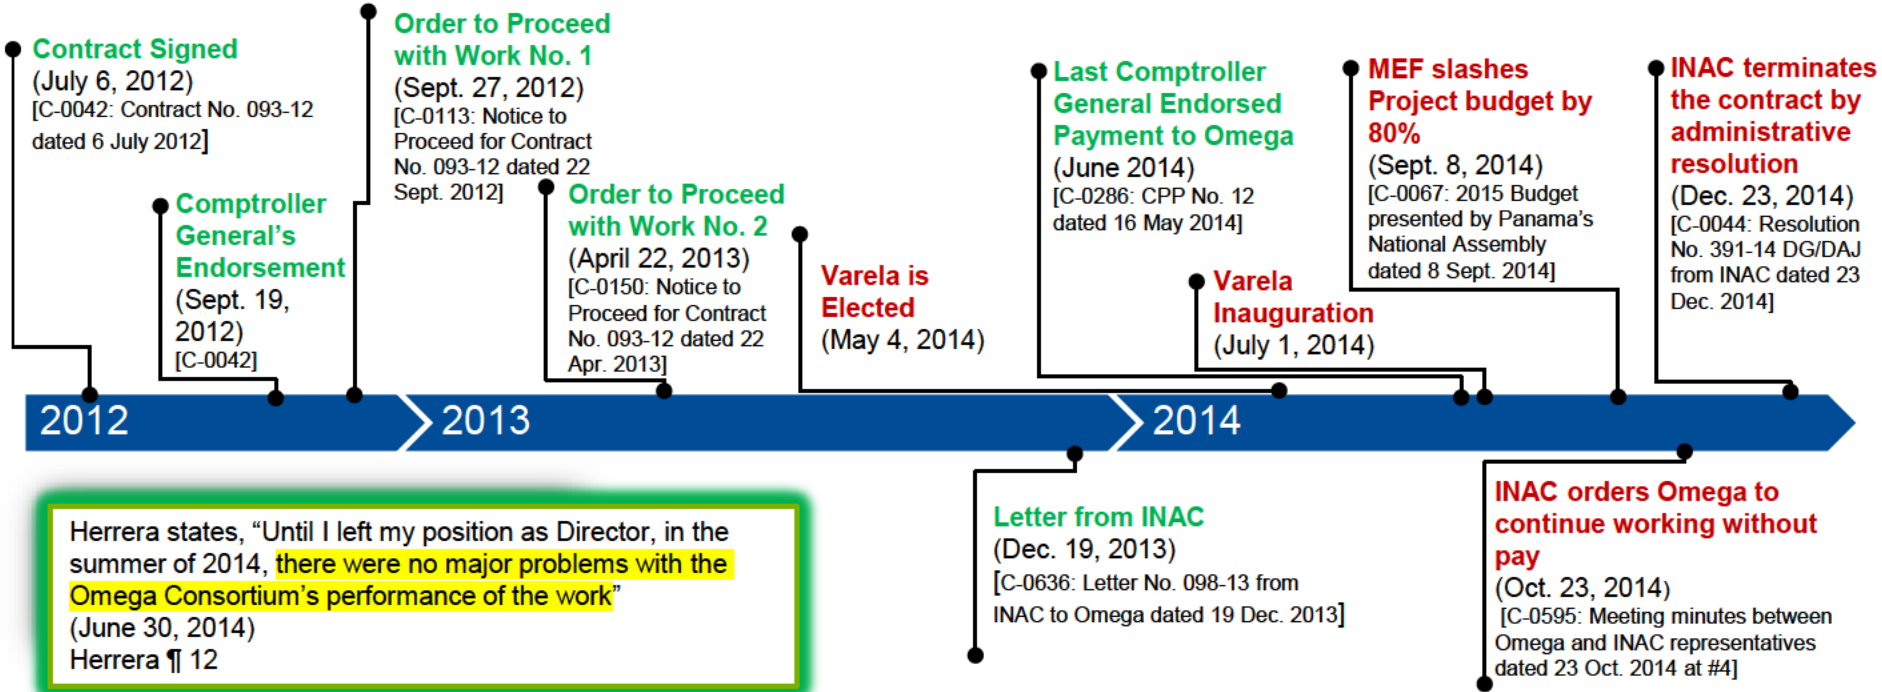 Contract Signed
(July 6, 2012)
[C-0042: Contract No. 093-12
dated 6 July 2012]
Comptroller
General's
Endorsement
(Sept. 19,
2012)
[C-0042]
Order to Proceed
with Work No. 1
(Sept. 27, 2012)
[C-0113: Notice to
Proceed for Contract
No. 093-12 dated 22
Sept. 2012]
Order to Proceed
with Work No. 2
(April 22, 2013)
[C-0150: Notice to
Proceed for Contract
No. 093-12 dated 22
Apr. 2013]
Varela is
Elected
(May 4, 2014)
Last Comptroller
General Endorsed
Payment to Omega
(June 2014)
[C-0286: CPP No. 12
dated 16 May 2014]
Varela
Inauguration
(July 1, 2014)
MEF slashes
Project budget by
80%
(Sept. 8, 2014)
[C-0067: 2015 Budget
presented by Panama's
National Assembly
dated 8 Sept. 2014]
INAC terminates
the contract by
administrative
resolution
(Dec. 23, 2014)
[C-0044: Resolution
No. 391-14 DG/DAJ
from INAC dated 23
Dec. 2014]
2012
2013
2014
Herrera states, “Until I left my position as Director, in the
summer of 2014, there were no major problems with the
Omega Consortium's performance of the work”
(June 30, 2014)
Herrera ¶ 12
Letter from INAC
(Dec. 19, 2013)
[C-0636: Letter No. 098-13 from
INAC to Omega dated 19 Dec. 2013]
INAC orders Omega to
continue working without
pay
(Oct. 23, 2014)
[C-0595: Meeting minutes between
Omega and INAC representatives
dated 23 Oct. 2014 at #4]